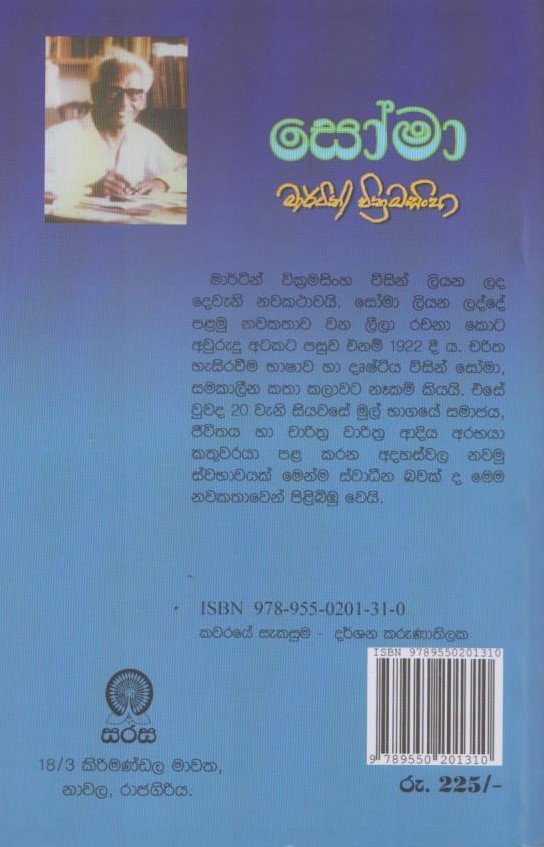 සෝමා
මාර්ටින් වික්‍රමසිංහ
මාර්ටින් වික්‍රමසිංහ විසින් ලියන ලද
දෙවැනි නවකථාවයි. සෝමා ලියන ලද්දේ
පළමු නවකතාව වන ලීලා රචනා කොට
අවුරුදු අටකට පසුව එනම් 1922 දී ය. චරිත
හැසිරවීම භාෂාව හා දෘෂ්ටිය විසින් සෝමා,
සමකාලීන කතා කලාවට නෑකම් කියයි. එසේ
වුවද 20 වැනි සියවසේ මුල් භාගයේ සමාජය,
ජීවිතය හා චාරිත්‍ර වාරිත්‍ර ආදිය අරභයා
කතුවරයා පළ කරන අදහස්වල නවමු
ස්වභාවයක් මෙන්ම ස්වාධීන බවක් ද මෙම
නවකතාවෙන් පිළිබිඹු වෙයි.
ISBN 978-955-0201-31-0
කවරයේ සැකසුම - දර්ශන කරුණාතිලක
ISBN 9789550201310
9 789550 201310
රු. 225/-
සරස
18/3 කිරිමණ්ඩල මාවත,
නාවල, රාජගිරිය.